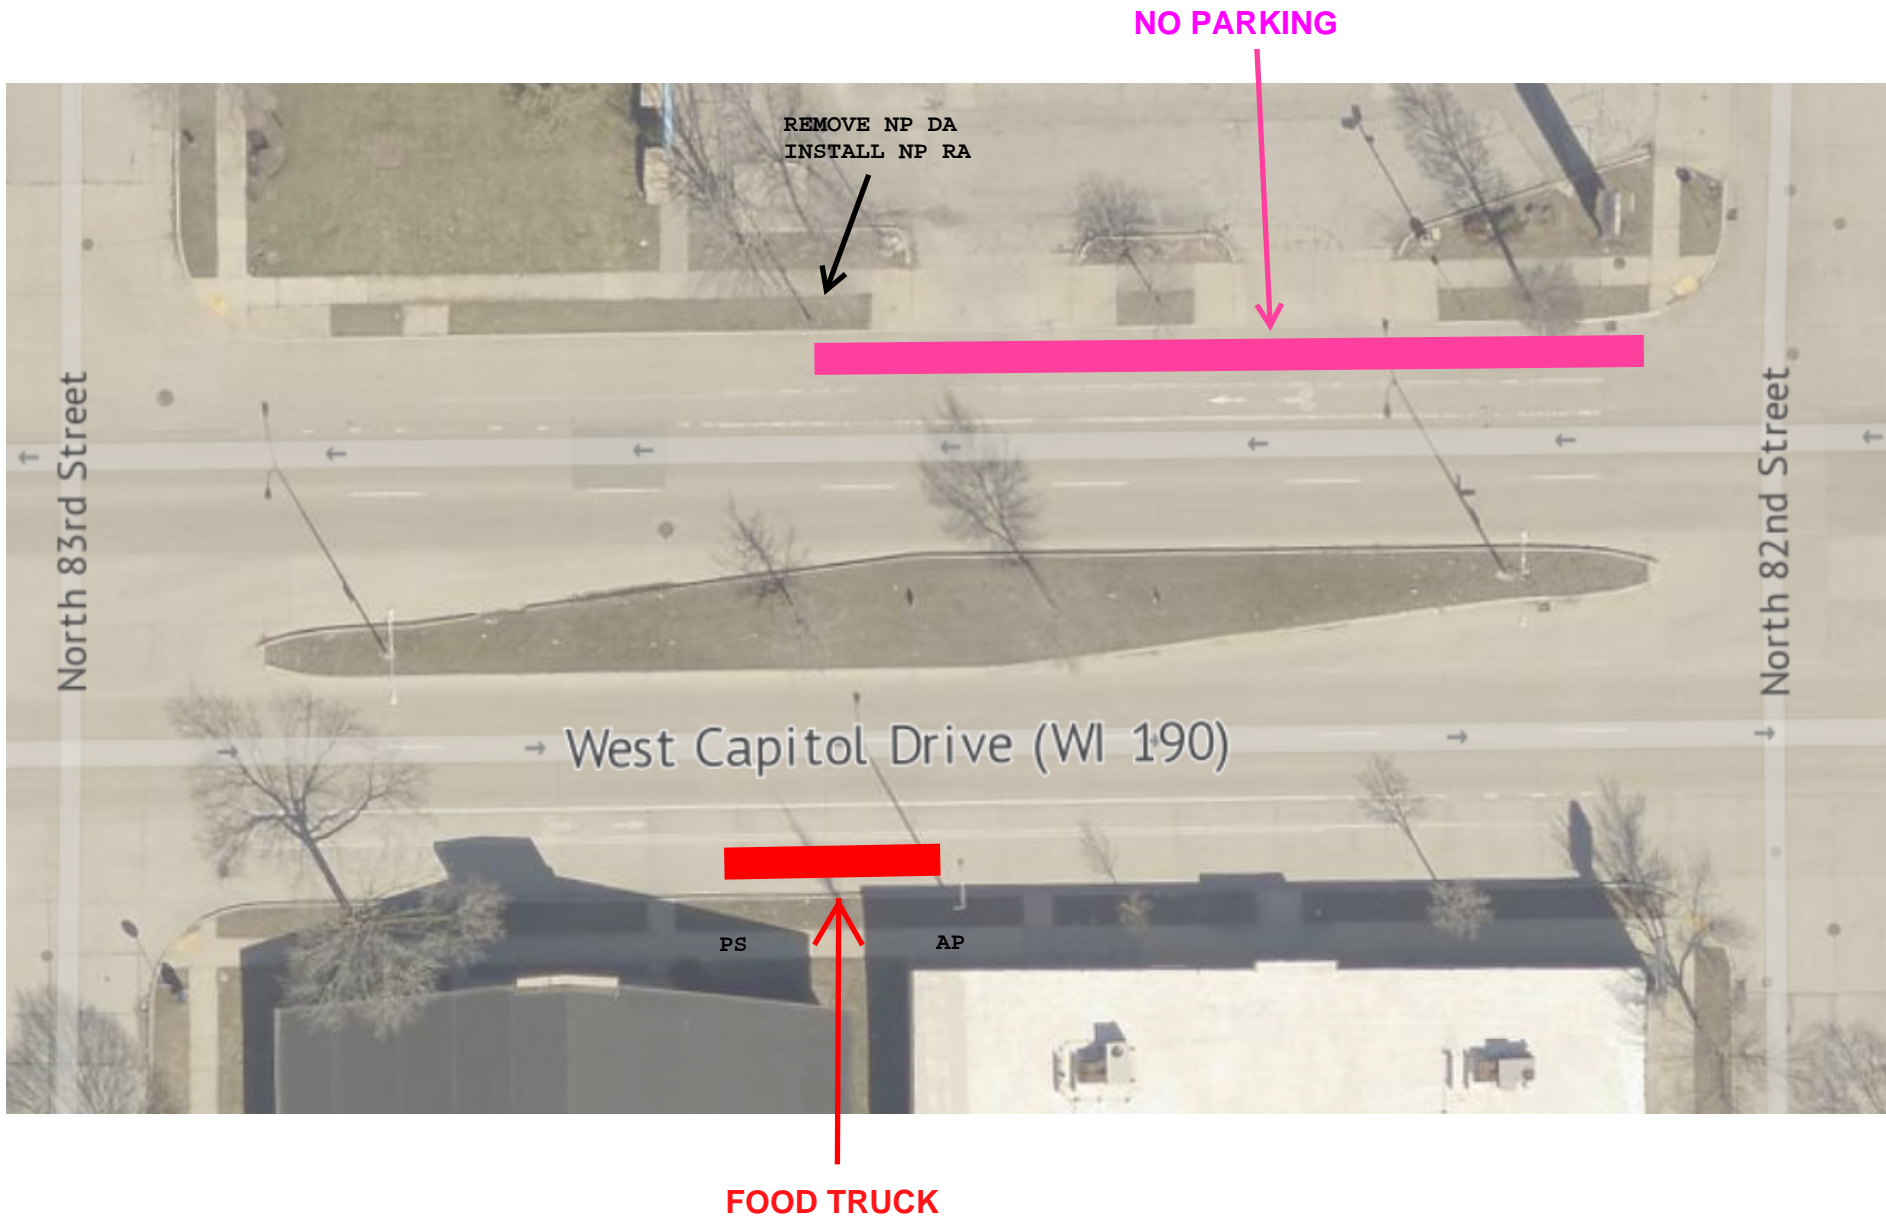 NO PARKING
REMOVE NP DA
INSTALL NP RA
North 83rd Street
North 82nd Street
West Capitol Drive (WI 190)
PS
AP
FOOD TRUCK